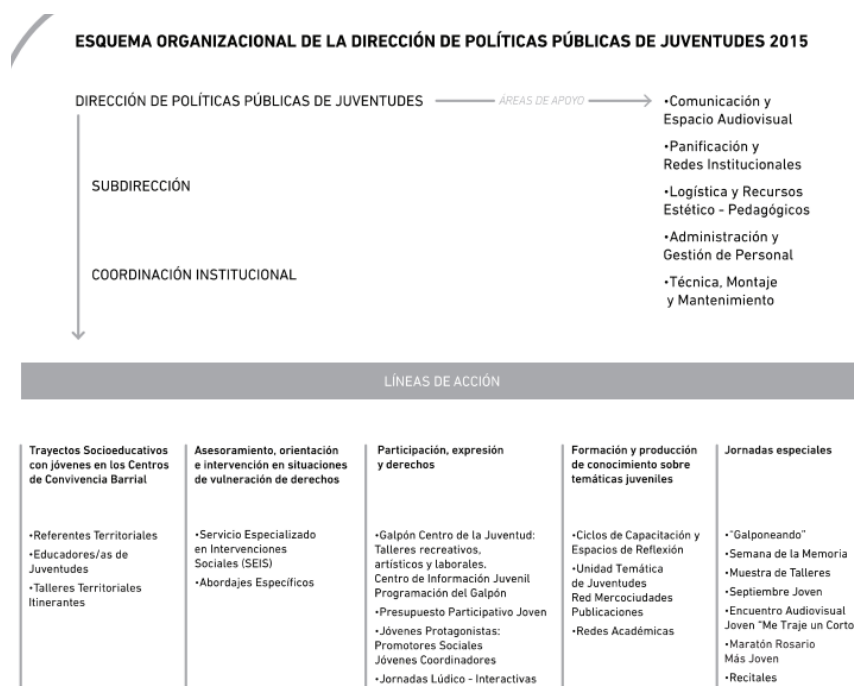 ESQUEMA ORGANIZACIONAL DE LA DIRECCIÓN DE POLÍTICAS PÚBLICAS DE JUVENTUDES 2015
DIRECCIÓN DE POLÍTICAS PÚBLICAS DE JUVENTUDES
ÁREAS DE APOYO
•Comunicación y
Espacio Audiovisual
•Panificación y
Redes Institucionales
•Logística y Recursos
Estético - Pedagógicos
•Administración y
Gestión de Personal
•Técnica, Montaje
y Mantenimiento
SUBDIRECCIÓN
COORDINACIÓN INSTITUCIONAL
LÍNEAS DE ACCIÓN
Trayectos Socioeducativos
con jóvenes en los Centros
de Convivencia Barrial
•Referentes Territoriales
•Educadores/as de
Juventudes
•Talleres Territoriales
Itinerantes
Asesoramiento, orientación
e intervención en situaciones
de vulneración de derechos
•Servicio Especializado
en Intervenciones
Sociales (SEIS)
•Abordajes Específicos
Participación, expresión
y derechos
•Galpón Centro de la Juventud:
Talleres recreativos,
artísticos y laborales.
Centro de Información Juvenil
Programación del Galpón
•Presupuesto Participativo Joven
•Jóvenes Protagonistas:
Promotores Sociales
Jóvenes Coordinadores
•Jornadas Lúdico - Interactivas
Formación y producción
de conocimiento sobre
temáticas juveniles
•Ciclos de Capacitación y
Espacios de Reflexión
•Unidad Temática
de Juventudes
Red Mercociudades
Publicaciones
•Redes Académicas
Jornadas especiales
•"Galponeando"
•Semana de la Memoria
•Muestra de Talleres
•Septiembre Joven
•Encuentro Audiovisual
Joven "Me Traje un Corto
•Maratón Rosario
Más Joven
•Recitales